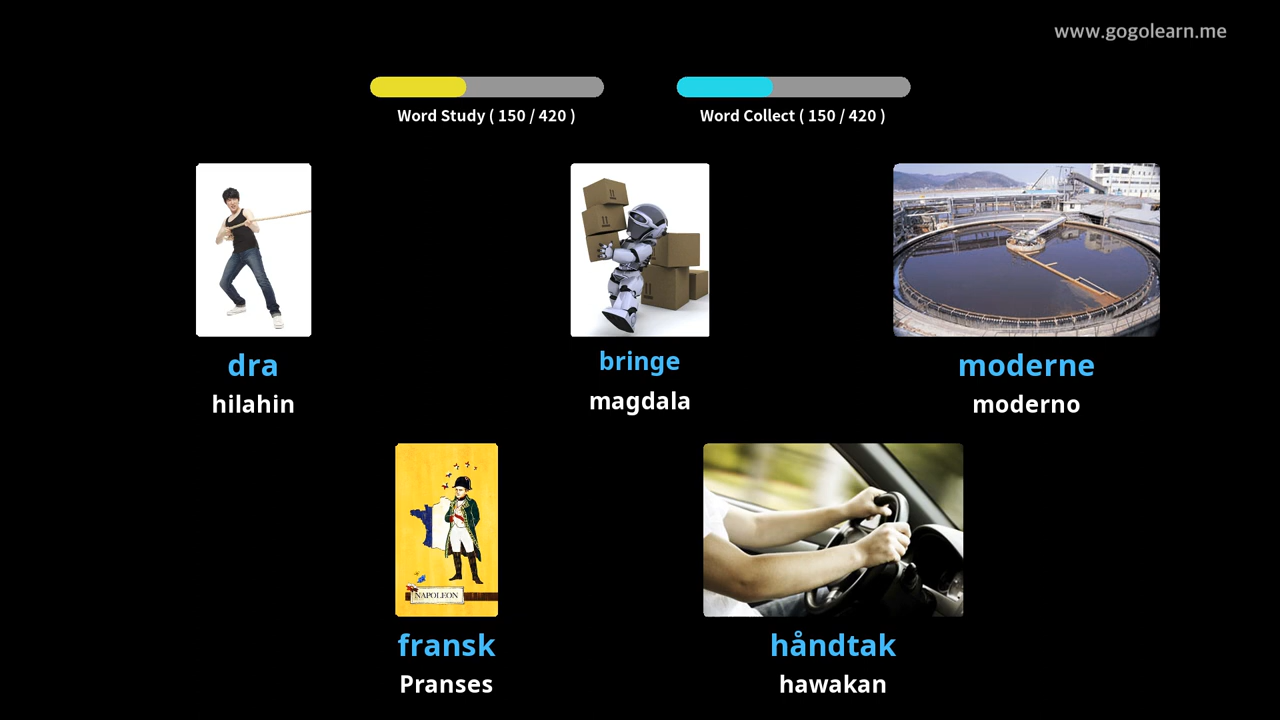 www.gogolearn.me
Word Study ( 150 / 420 )
Word Collect ( 150 / 420 )
dra
hilahin
bringe
magdala
moderne
moderno
NAPOLEON
fransk
Pranses
håndtak
hawakan